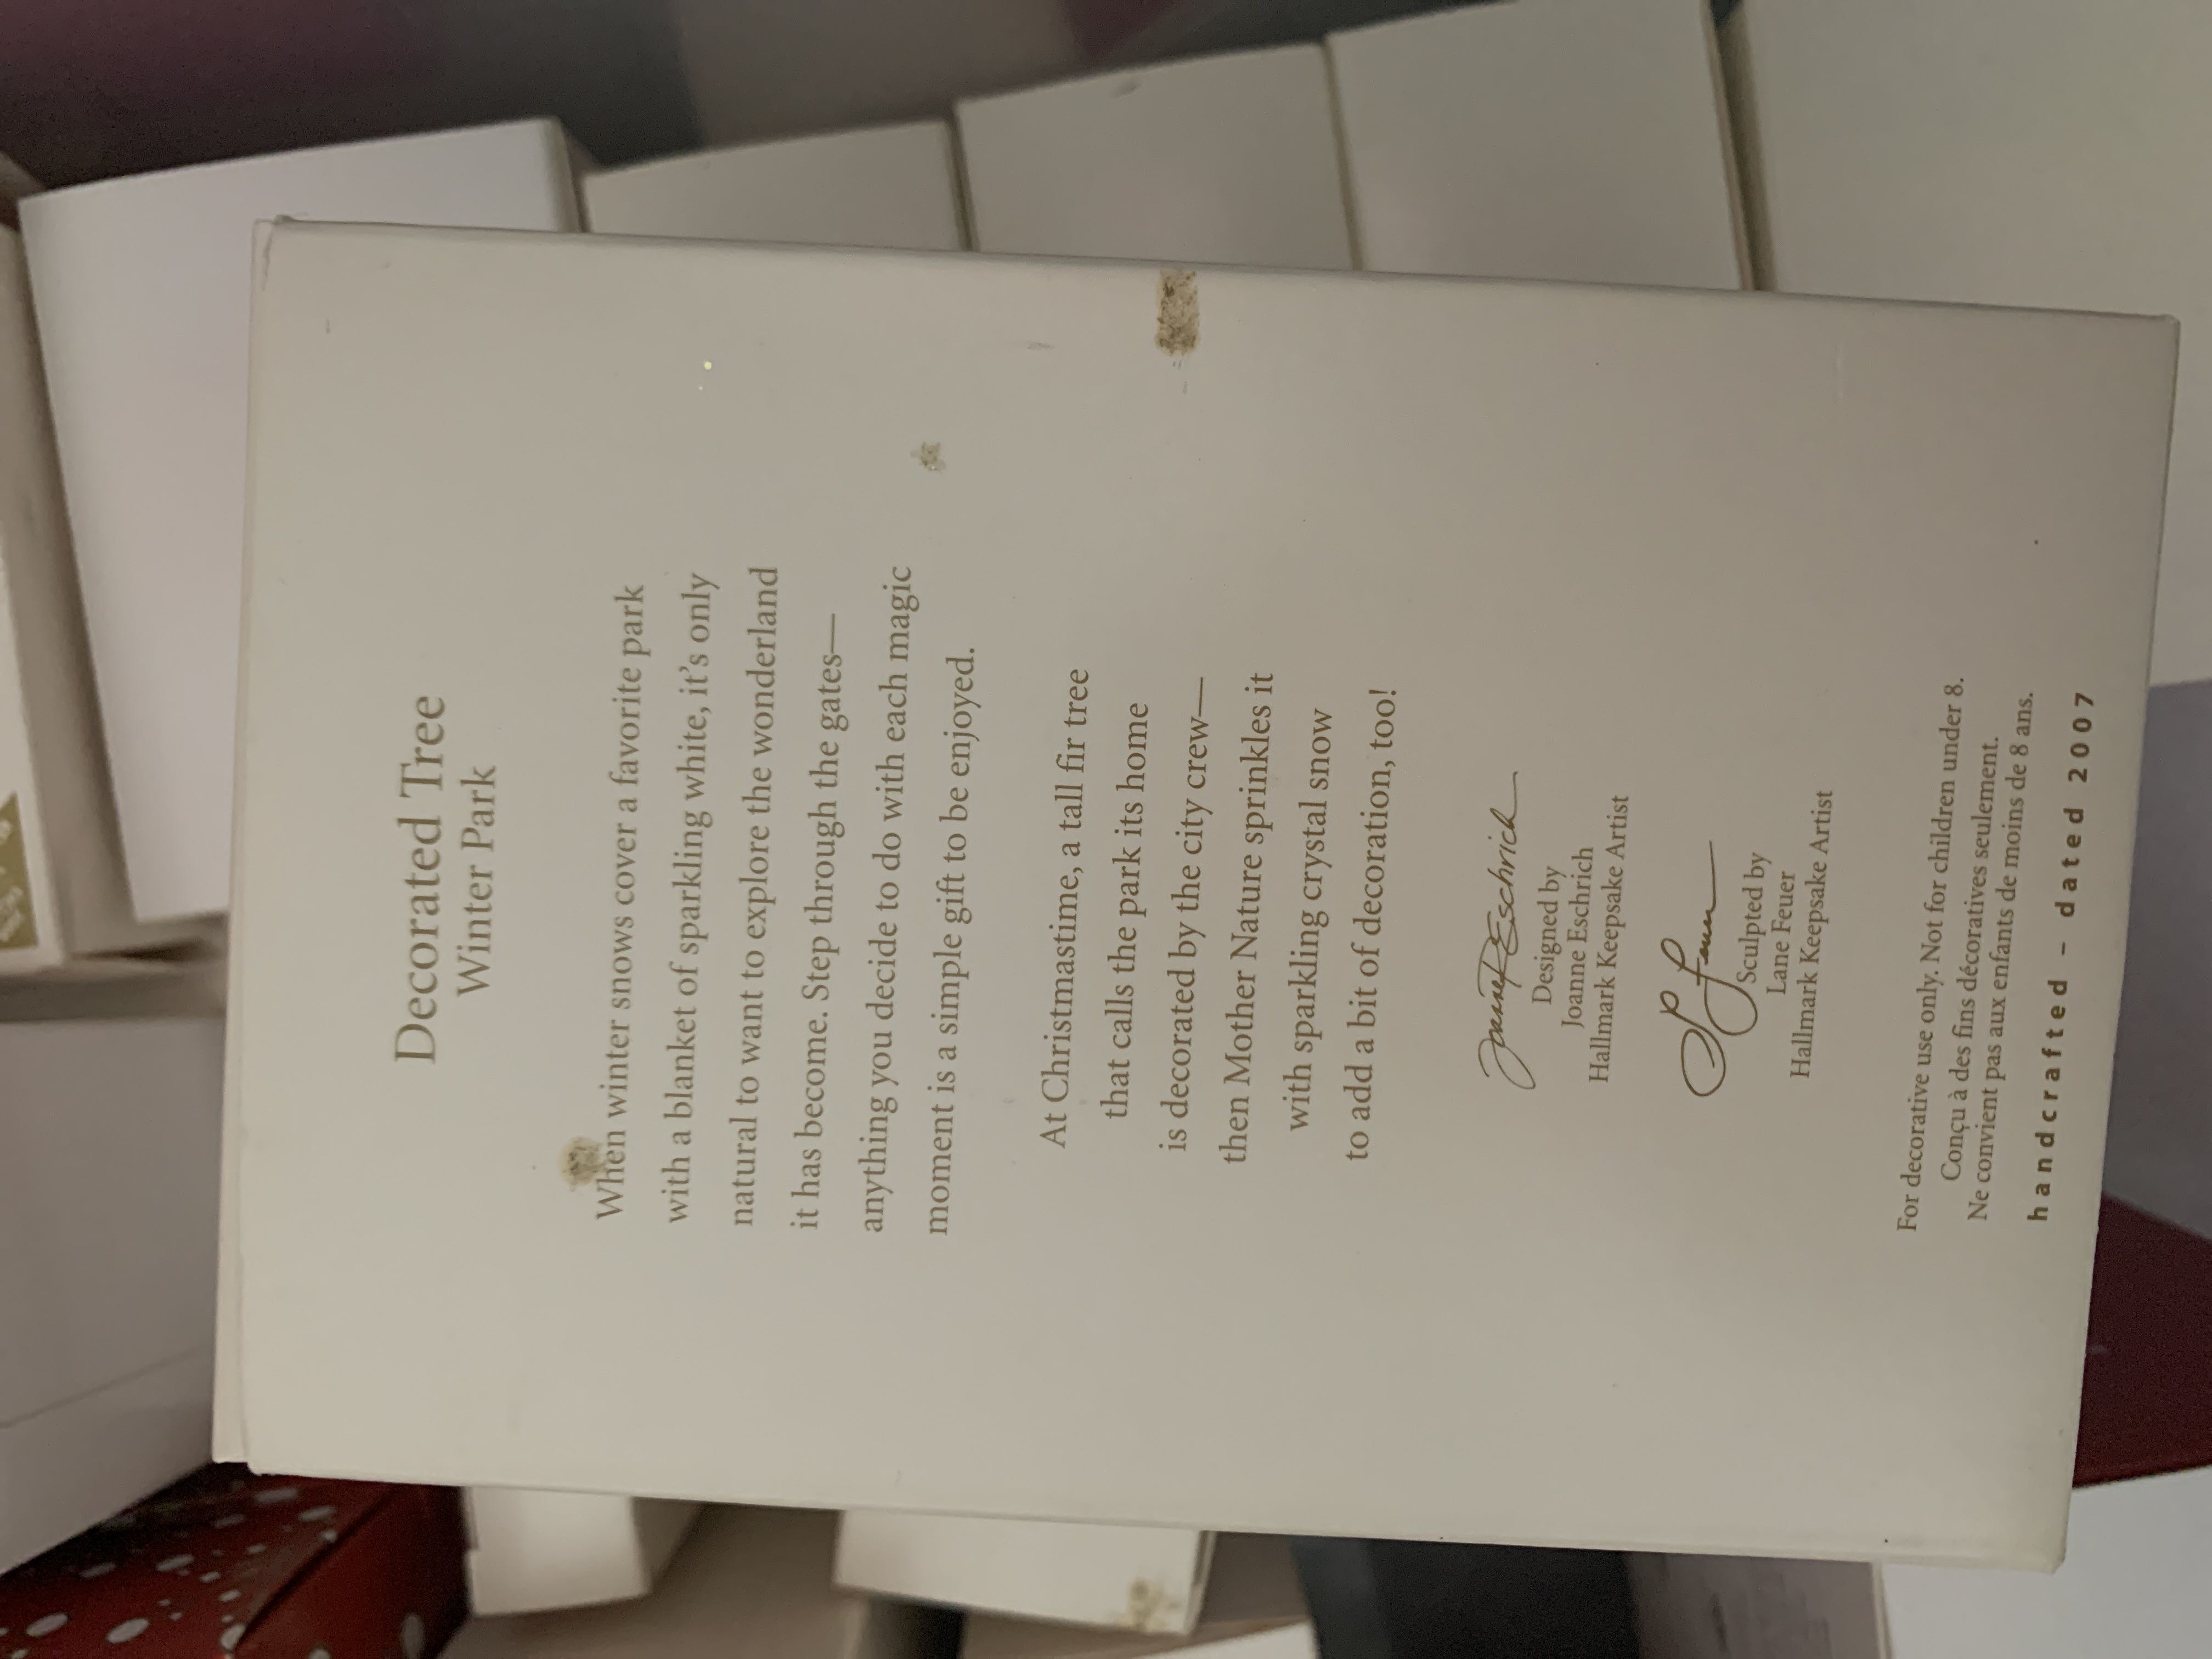 Decorated Tree
Winter Park
When winter snows cover a favorite park
with a blanket of sparkling white, it's only
natural to want to explore the wonderland
it has become. Step through the gates—
anything you decide to do with each magic
moment is a simple gift to be enjoyed.
At Christmastime, a tall fir tree
that calls the park its home
is decorated by the city crew—
then Mother Nature sprinkles it
with sparkling crystal snow
to add a bit of decoration, too!
Joanne Eschrich
Designed by
Joanne Eschrich
Hallmark Keepsake Artist
L Feuer
Sculpted by
Lane Feuer
Hallmark Keepsake Artist
For decorative use only. Not for children under 8.
Conçu à des fins décoratives seulement.
Ne convient pas aux enfants de moins de 8 ans.
handcrafted – dated 2007